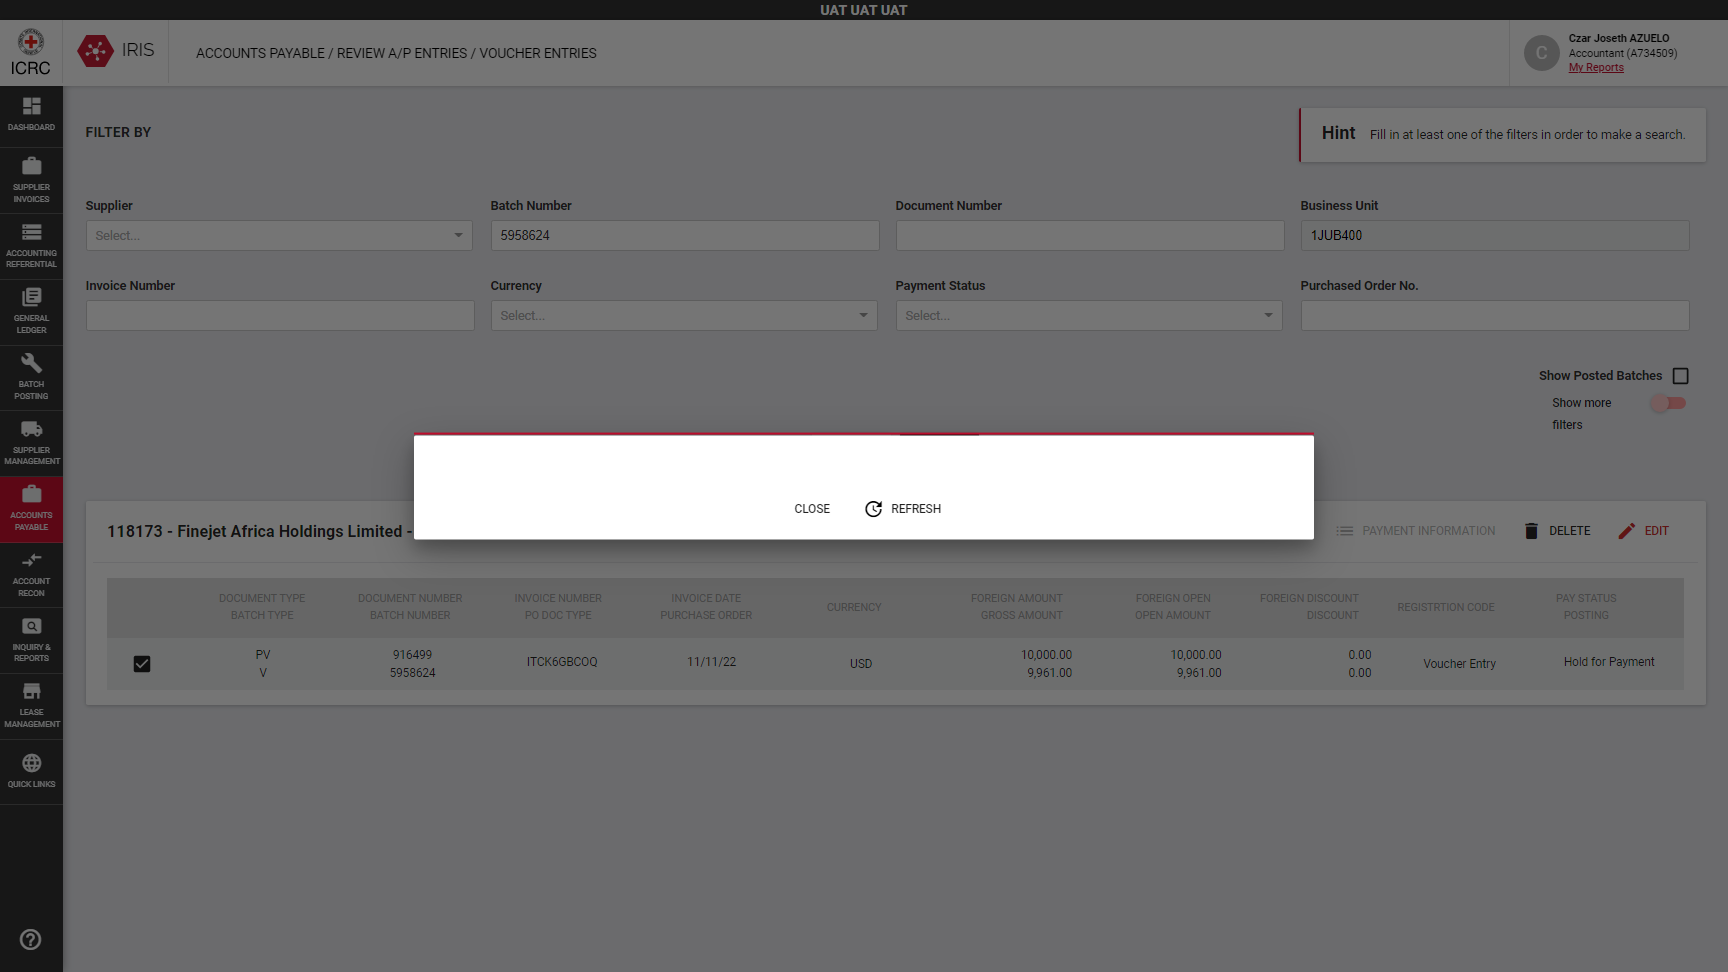 UAT UAT UAT
ICRC
IRIS
ACCOUNTS PAYABLE / REVIEW A/P ENTRIES / VOUCHER ENTRIES
C
Czar Joseth AZUELO
Accountant (A734509)
My Reports
DASHBOARD
SUPPLIER
INVOICES
ACCOUNTING
REFERENTIAL
GENERAL
LEDGER
BATCH
POSTING
SUPPLIER
MANAGEMENT
ACCOUNTS
PAYABLE
ACCOUNT
RECON
INQUIRY &
REPORTS
LEASE
MANAGEMENT
QUICK LINKS
FILTER BY
Hint Fill in at least one of the filters in order to make a search.
Supplier Batch Number Document Number Business Unit
Select... 5958624 1JUB400
Invoice Number Currency Payment Status Purchased Order No.
Select... Select...
Show Posted Batches
Show more
filters
CLOSE REFRESH
118173 - Finejet Africa Holdings Limited -
PAYMENT INFORMATION DELETE EDIT
DOCUMENT TYPE DOCUMENT NUMBER INVOICE NUMBER INVOICE DATE CURRENCY FOREIGN AMOUNT FOREIGN OPEN FOREIGN DISCOUNT REGISTRTION CODE PAY STATUS
BATCH TYPE BATCH NUMBER PO DOC TYPE PURCHASE ORDER GROSS AMOUNT OPEN AMOUNT DISCOUNT POSTING
PV 916499 ITCK6GBCOQ 11/11/22 USD 10,000.00 10,000.00 0.00 Voucher Entry Hold for Payment
V 5958624 9,961.00 9,961.00 0.00